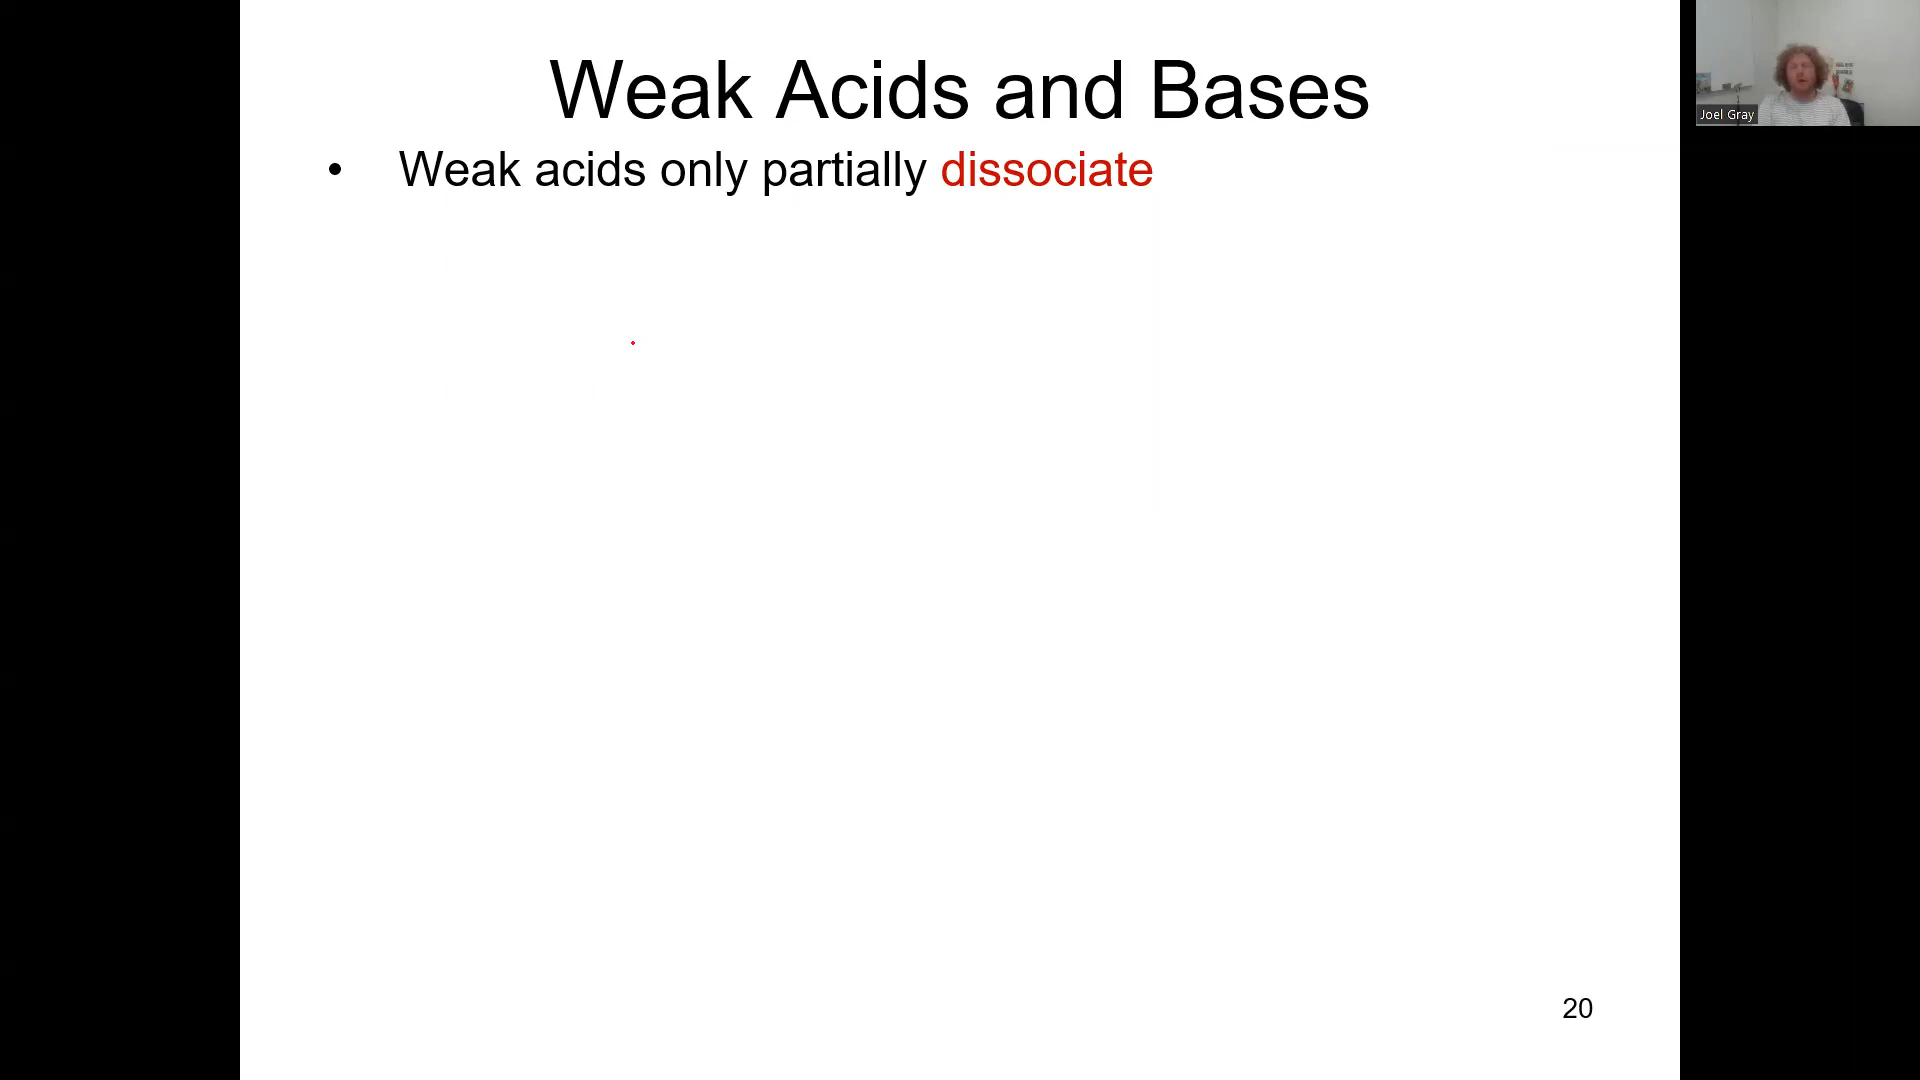 Weak Acids and Bases
• Weak acids only partially dissociate
Joel Gray
20